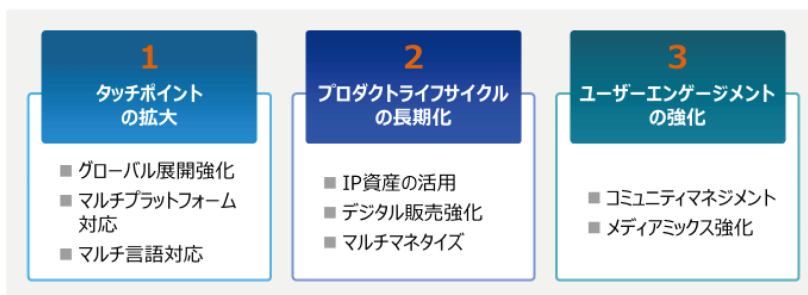 1
タッチポイント
の拡大
■ グローバル展開強化
■ マルチプラットフォーム
対応
■ マルチ言語対応
2
プロダクトライフサイクル
の長期化
■ IP資産の活用
■ デジタル販売強化
■ マルチマネタイズ
3
ユーザーエンゲージメント
の強化
■ コミュニティマネジメント
■ メディアミックス強化